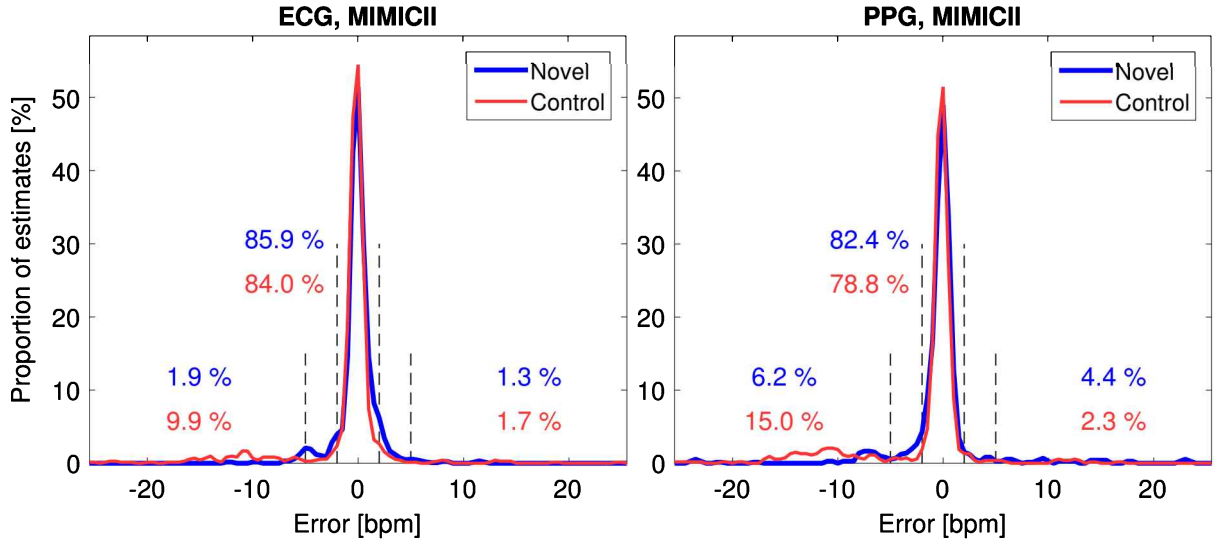 ECG, MIMICII
Proportion of estimates [%]
50
40
30
20
10
0
Novel
Control
85.9 %
84.0 %
1.9 %
9.9 %
1.3 %
1.7 %
-20 -10 0 10 20
Error [bpm]
PPG, MIMICII
50
40
30
20
10
0
Novel
Control
82.4 %
78.8 %
6.2 %
15.0 %
4.4 %
2.3 %
-20 -10 0 10 20
Error [bpm]